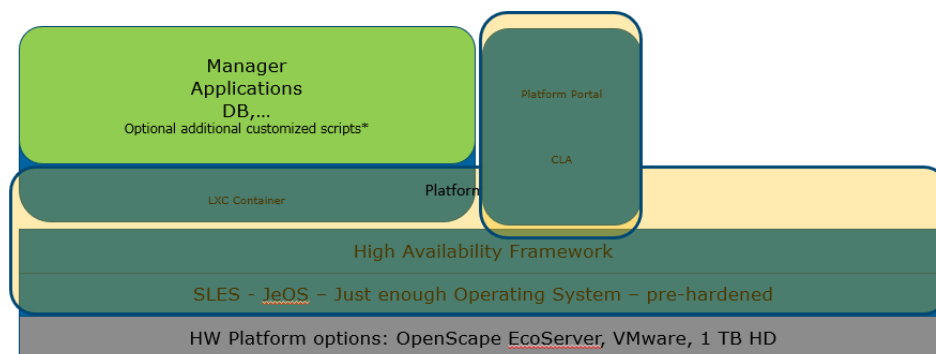 Manager
Applications
DB,...
Optional additional customized scripts*
Platform Portal
CLA
Platform
LXC Container
High Availability Framework
SLES - JeOS – Just enough Operating System – pre-hardened
HW Platform options: OpenScape EcoServer, VMware, 1 TB HD